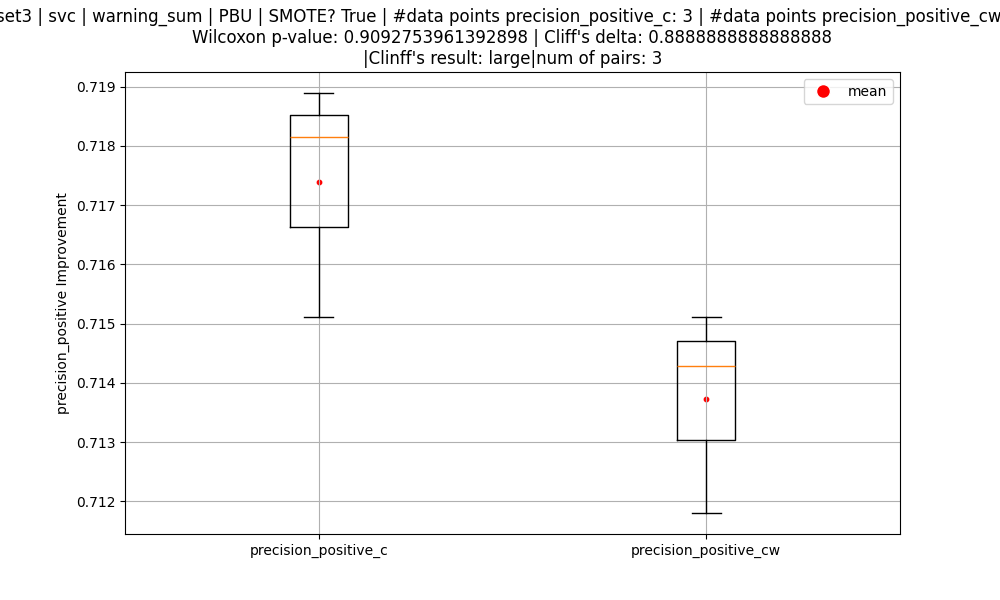 set3 | svc | warning_sum | PBU | SMOTE? True | #data points precision_positive_c: 3 | #data points precision_positive_cw
Wilcoxon p-value: 0.9092753961392898 | Cliff's delta: 0.8888888888888888
|Clinff's result: large|num of pairs: 3
mean
0.719
0.718
0.717
0.716
0.715
0.714
0.713
0.712
precision_positive Improvement
precision_positive_c
precision_positive_cw